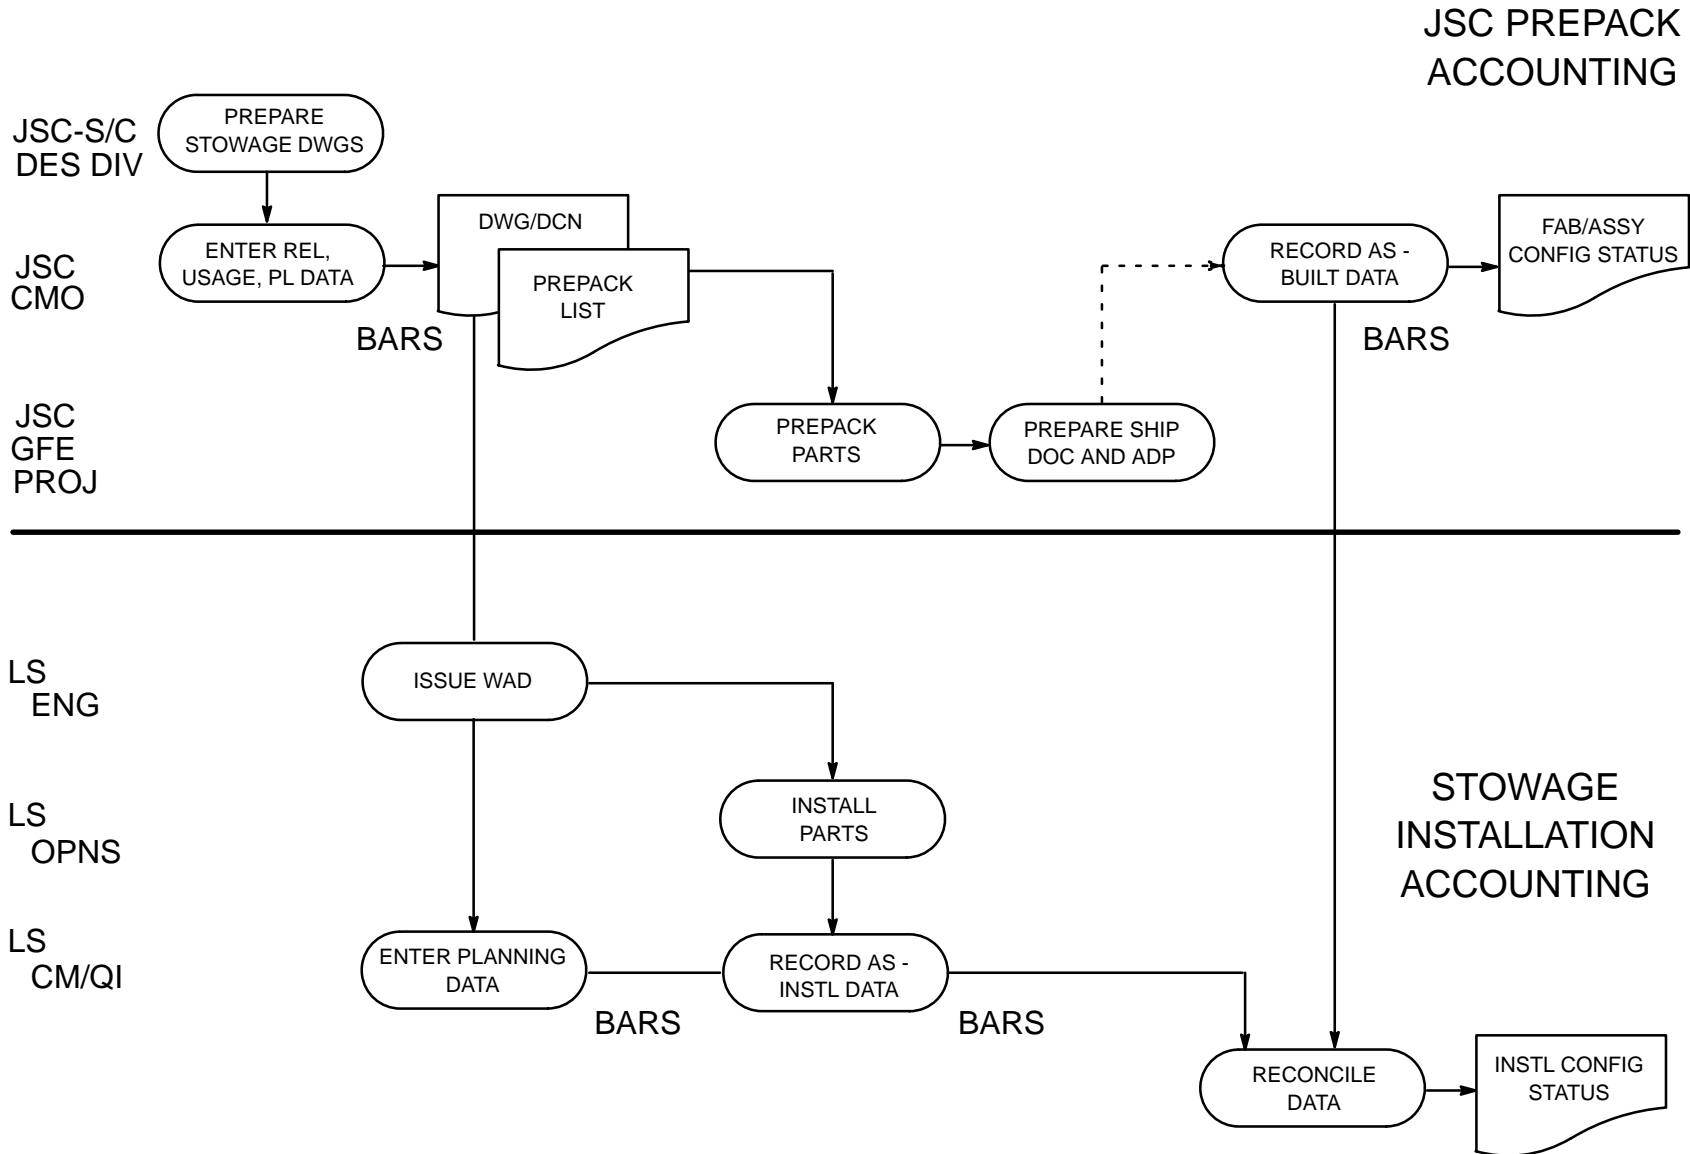 JSC PREPACK
ACCOUNTING
JSC-S/C
DES DIV
PREPARE
STOWAGE DWGS
JSC
CMO
ENTER REL,
USAGE, PL DATA
BARS
DWG/DCN
PREPACK
LIST
RECORD AS -
BUILT DATA
BARS
FAB/ASSY
CONFIG STATUS
JSC
GFE
PROJ
PREPACK
PARTS
PREPARE SHIP
DOC AND ADP
LS
ENG
ISSUE WAD
LS
OPNS
INSTALL
PARTS
STOWAGE
INSTALLATION
ACCOUNTING
LS
CM/QI
ENTER PLANNING
DATA
BARS
RECORD AS -
INSTL DATA
BARS
RECONCILE
DATA
INSTL CONFIG
STATUS